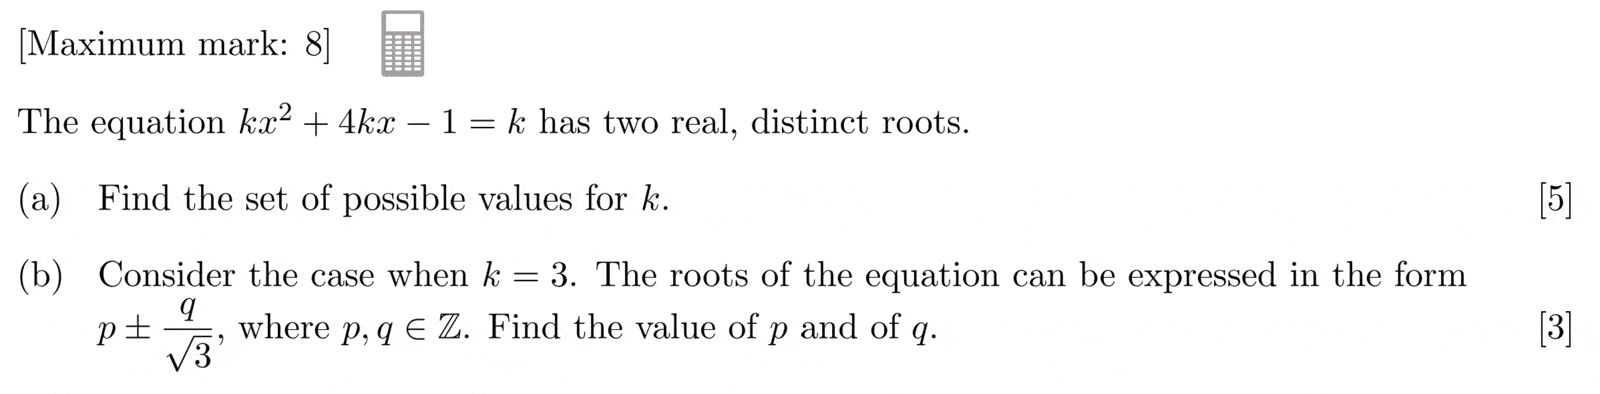 [Maximum mark: 8]
The equation kx² + 4kx − 1 = k has two real, distinct roots.
(a) Find the set of possible values for k. [5]
(b) Consider the case when k = 3. The roots of the equation can be expressed in the form
p ± q/√3, where p, q ∈ ℤ. Find the value of p and of q. [3]